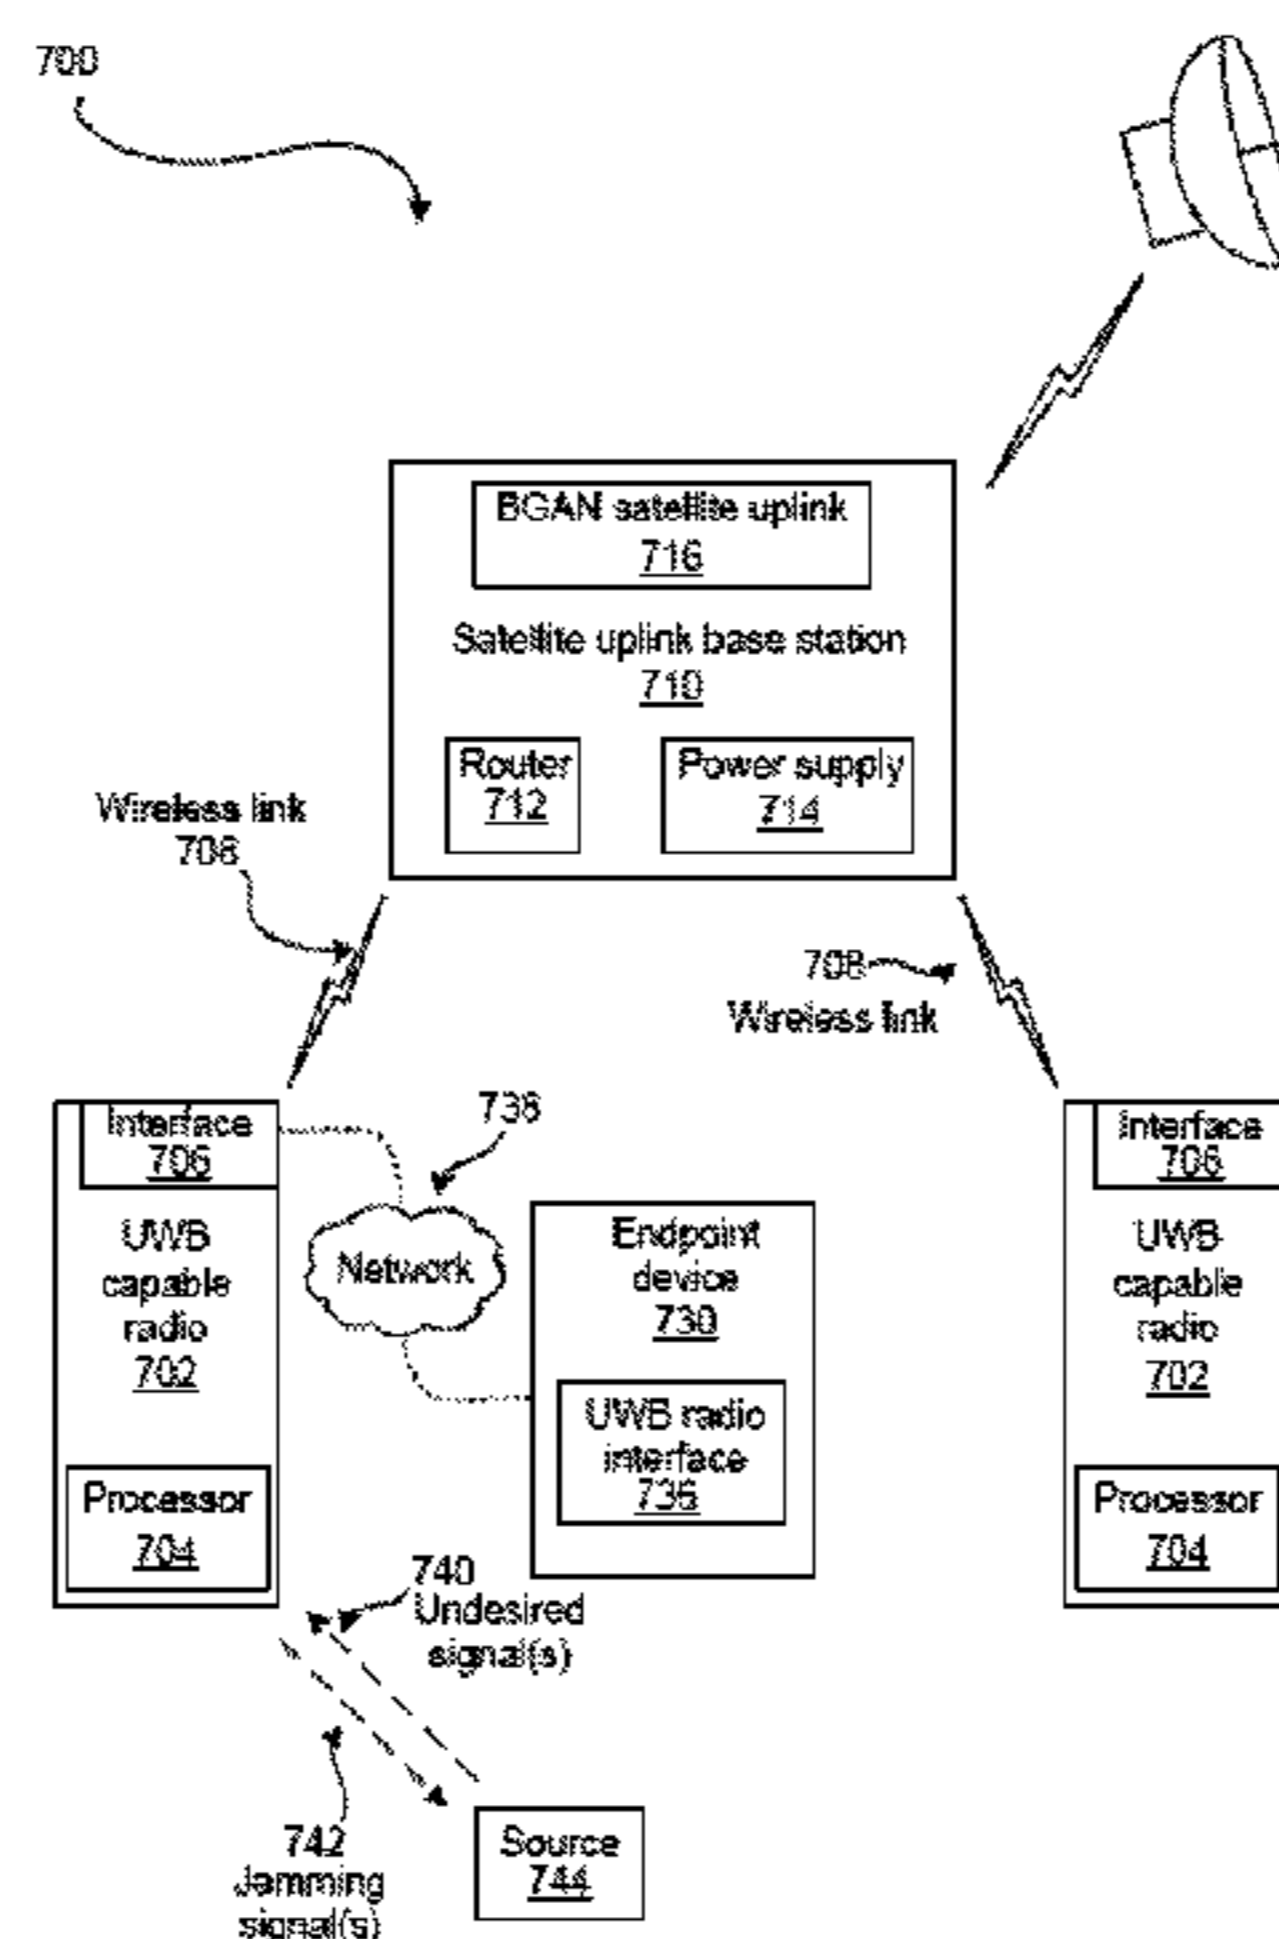 700
BGAN satellite uplink
716
Satellite uplink base station
710
Router
712
Power supply
714
Wireless link
708
708
Wireless link
Interface
706
UWB
capable
radio
702
Processor
704
738
Network
Endpoint
device
730
UWB radio
interface
736
Interface
706
UWB
capable
radio
702
Processor
704
740
Undesired
signal(s)
742
Jamming
signal(s)
Source
744